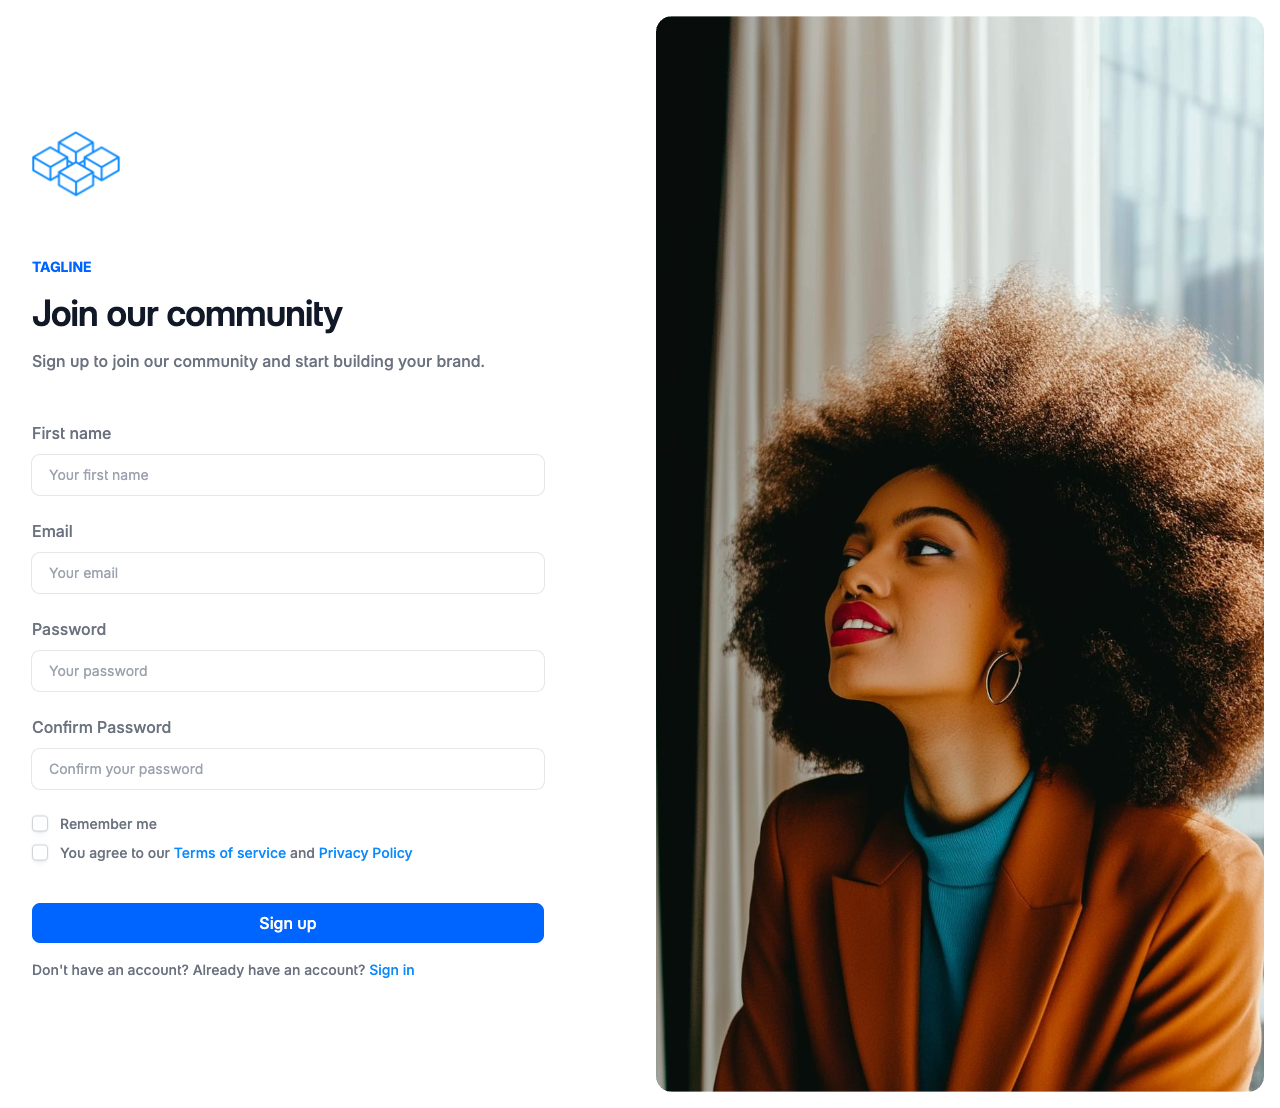 TAGLINE
Join our community
Sign up to join our community and start building your brand.
First name
Your first name
Email
Your email
Password
Your password
Confirm Password
Confirm your password
Remember me
You agree to our Terms of service and Privacy Policy
Sign up
Don't have an account? Already have an account? Sign in